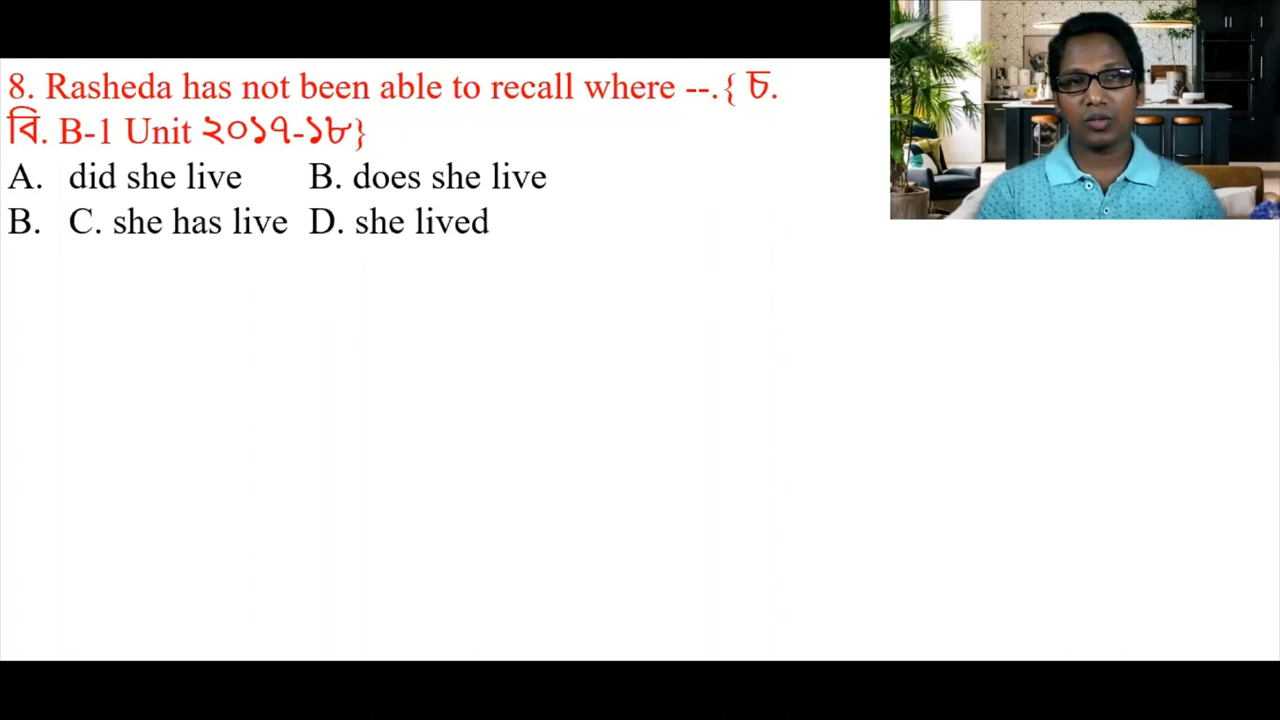 8. Rasheda has not been able to recall where --.{ চ.
বি. B-1 Unit ২০১৭-১৮}
A. did she live B. does she live
B. C. she has live D. she lived